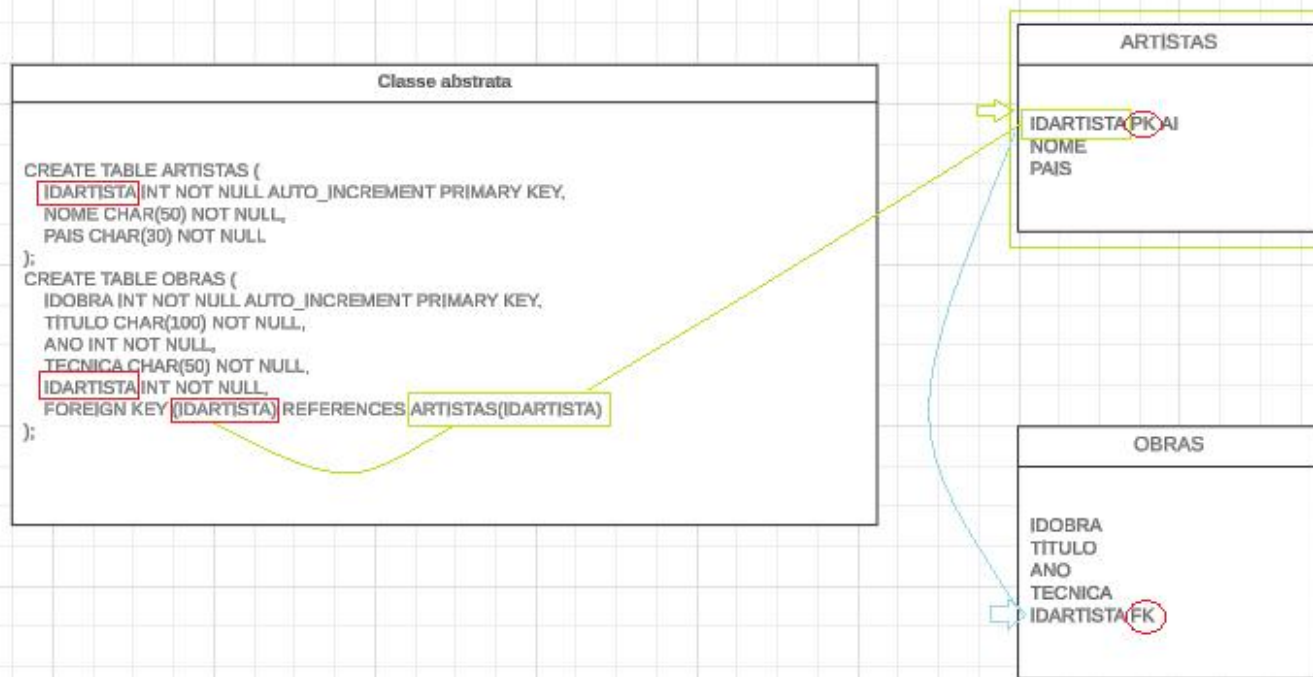 Classe abstrata
CREATE TABLE ARTISTAS (
IDARTISTA INT NOT NULL AUTO_INCREMENT PRIMARY KEY,
NOME CHAR(50) NOT NULL,
PAIS CHAR(30) NOT NULL
);
CREATE TABLE OBRAS (
IDOBRA INT NOT NULL AUTO_INCREMENT PRIMARY KEY,
TÍTULO CHAR(100) NOT NULL,
ANO INT NOT NULL,
TECNICA CHAR(50) NOT NULL,
IDARTISTA INT NOT NULL,
FOREIGN KEY (IDARTISTA) REFERENCES ARTISTAS(IDARTISTA)
);
ARTISTAS
IDARTISTA PK AI
NOME
PAIS
OBRAS
IDOBRA
TÍTULO
ANO
TECNICA
IDARTISTA FK